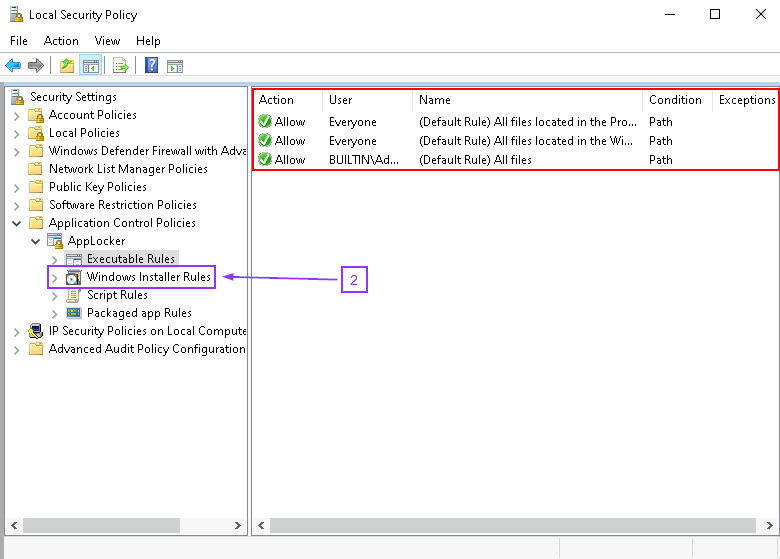 Local Security Policy
File Action View Help
Security Settings
Account Policies
Local Policies
Windows Defender Firewall with Adva
Network List Manager Policies
Public Key Policies
Software Restriction Policies
Application Control Policies
AppLocker
Executable Rules
Windows Installer Rules
Script Rules
Packaged app Rules
IP Security Policies on Local Compute
Advanced Audit Policy Configuration
2
Action User Name Condition Exceptions
Allow Everyone (Default Rule) All files located in the Pro... Path
Allow Everyone (Default Rule) All files located in the Wi... Path
Allow BUILTIN\Ad... (Default Rule) All files Path